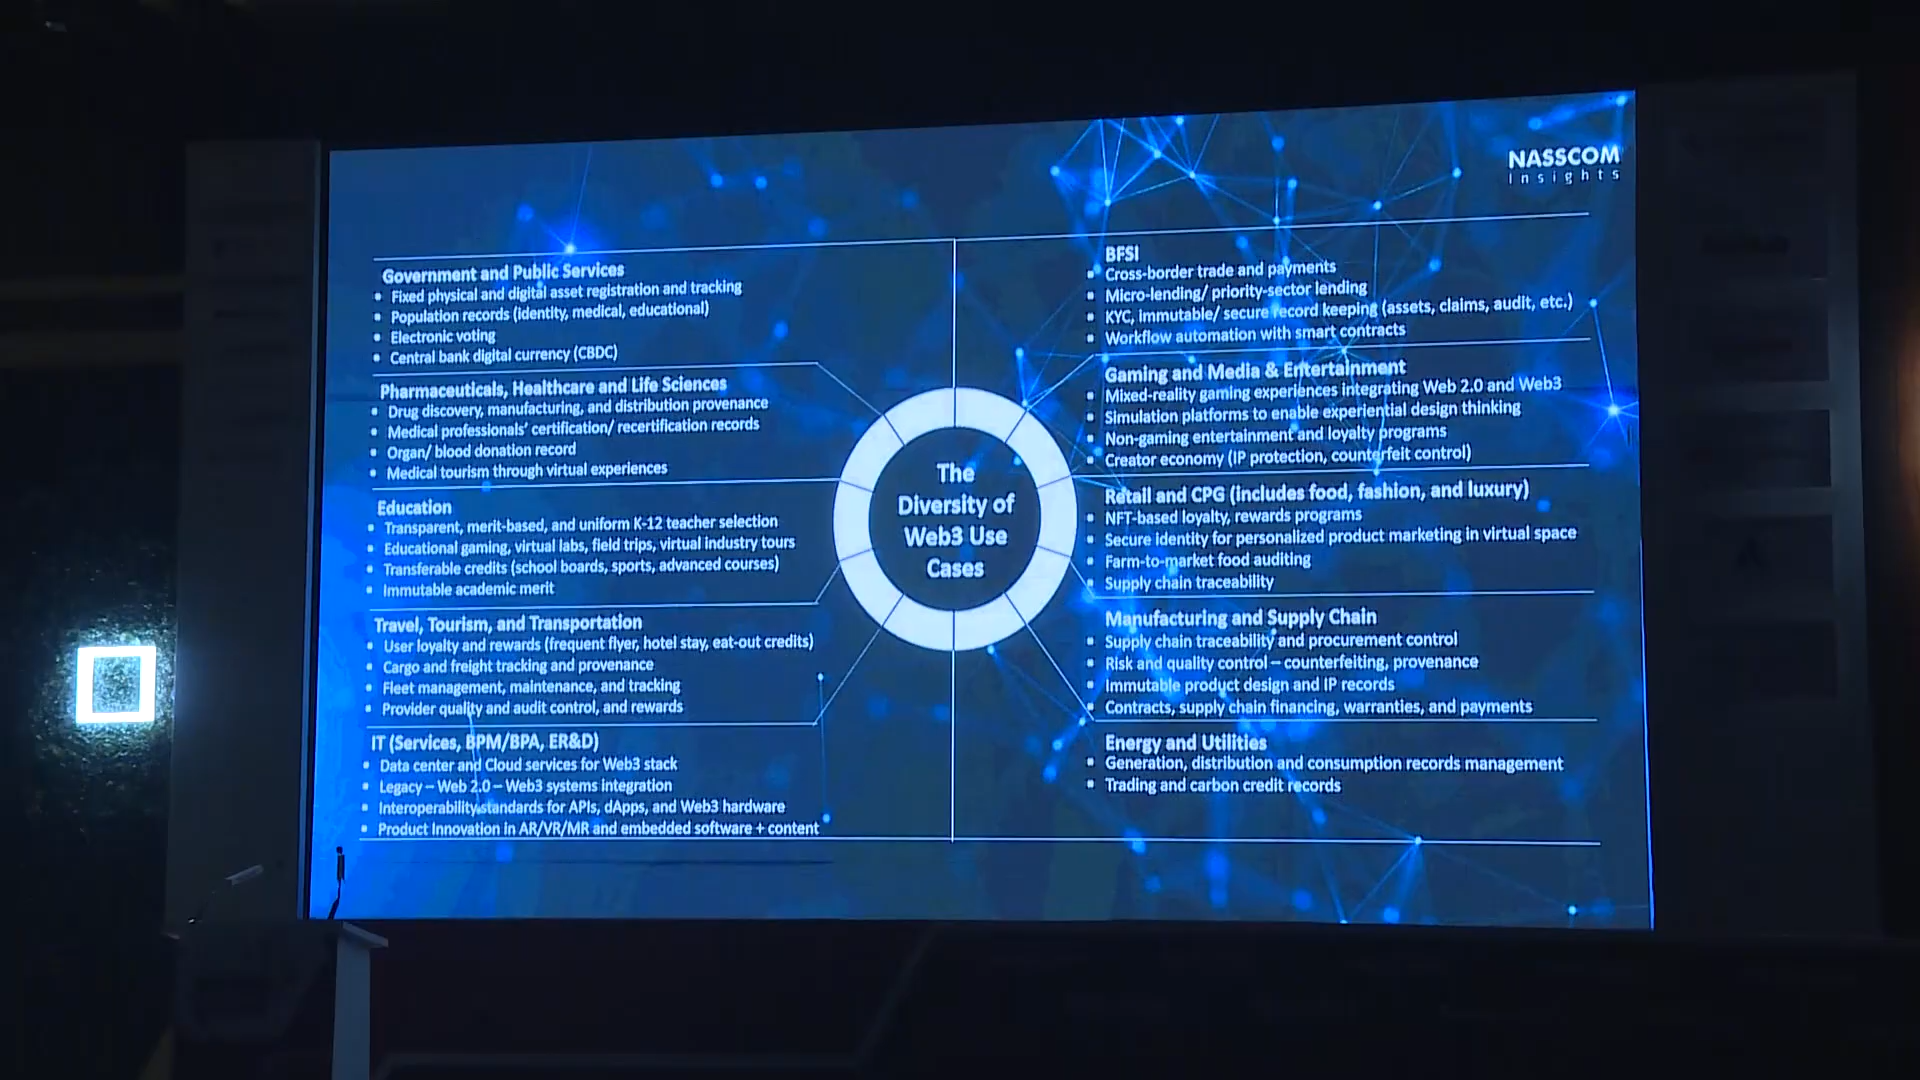 NASSCOM
Insights
Government and Public Services
▪ Fixed physical and digital asset registration and tracking
▪ Population records (identity, medical, educational)
▪ Electronic voting
▪ Central bank digital currency (CBDC)
Pharmaceuticals, Healthcare and Life Sciences
▪ Drug discovery, manufacturing, and distribution provenance
▪ Medical professionals' certification/ recertification records
▪ Organ/ blood donation record
▪ Medical tourism through virtual experiences
Education
▪ Transparent, merit-based, and uniform K-12 teacher selection
▪ Educational gaming, virtual labs, field trips, virtual industry tours
▪ Transferable credits (school boards, sports, advanced courses)
▪ Immutable academic merit
Travel, Tourism, and Transportation
▪ User loyalty and rewards (frequent flyer, hotel stay, eat-out credits)
▪ Cargo and freight tracking and provenance
▪ Fleet management, maintenance, and tracking
▪ Provider quality and audit control, and rewards
IT (Services, BPM/BPA, ER&D)
▪ Data center and Cloud services for Web3 stack
▪ Legacy – Web 2.0 – Web3 systems integration
▪ Interoperability standards for APIs, dApps, and Web3 hardware
▪ Product Innovation in AR/VR/MR and embedded software + content
The
Diversity of
Web3 Use
Cases
BFSI
▪ Cross-border trade and payments
▪ Micro-lending/ priority-sector lending
▪ KYC, immutable/ secure record keeping (assets, claims, audit, etc.)
▪ Workflow automation with smart contracts
Gaming and Media & Entertainment
▪ Mixed-reality gaming experiences integrating Web 2.0 and Web3
▪ Simulation platforms to enable experiential design thinking
▪ Non-gaming entertainment and loyalty programs
▪ Creator economy (IP protection, counterfeit control)
Retail and CPG (includes food, fashion, and luxury)
▪ NFT-based loyalty, rewards programs
▪ Secure identity for personalized product marketing in virtual space
▪ Farm-to-market food auditing
▪ Supply chain traceability
Manufacturing and Supply Chain
▪ Supply chain traceability and procurement control
▪ Risk and quality control – counterfeiting, provenance
▪ Immutable product design and IP records
▪ Contracts, supply chain financing, warranties, and payments
Energy and Utilities
▪ Generation, distribution and consumption records management
▪ Trading and carbon credit records